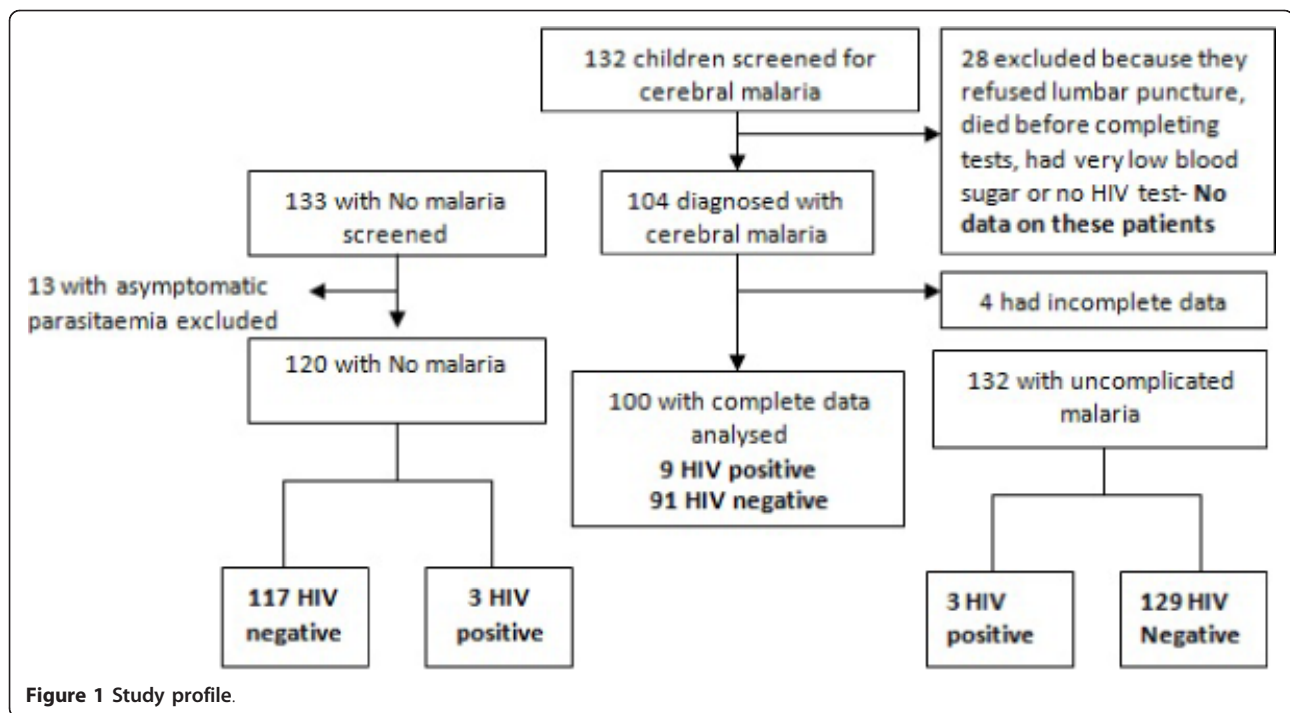 132 children screened for
cerebral malaria
28 excluded because they
refused lumbar puncture,
died before completing
tests, had very low blood
sugar or no HIV test- No
data on these patients
133 with No malaria
screened
104 diagnosed with
cerebral malaria
13 with asymptomatic
parasitaemia excluded
4 had incomplete data
120 with No malaria
100 with complete data
analysed
9 HIV positive
91 HIV negative
132 with uncomplicated
malaria
117 HIV
negative
3 HIV
positive
3 HIV
positive
129 HIV
Negative
Figure 1 Study profile.